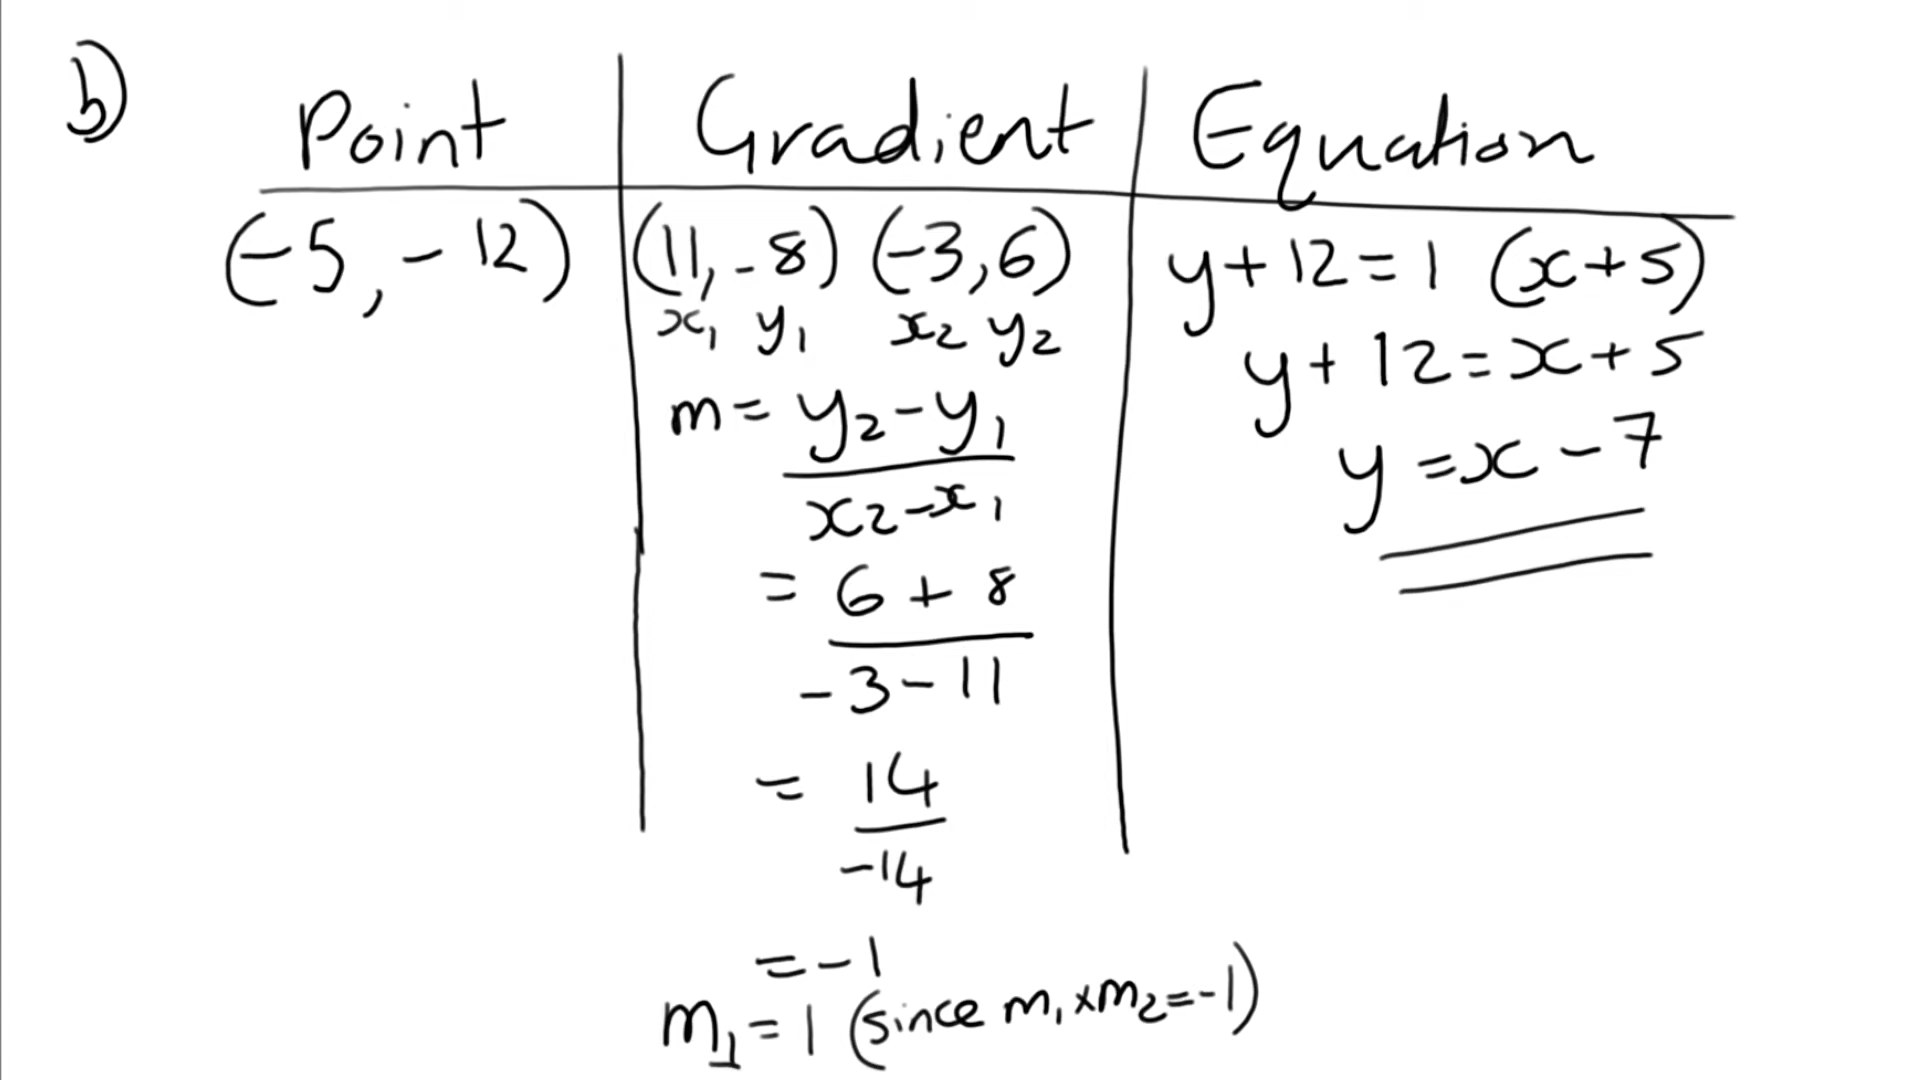 b)
Point Gradient Equation
(-5, -12) (11, -8) (-3, 6) y + 12 = 1 (x + 5)
x₁ y₁ x₂ y₂
y + 12 = x + 5
m = y₂ - y₁
x₂ - x₁
y = x - 7
= 6 + 8
-3 - 11
= 14
-14
= -1
m⊥ = 1 (since m₁ × m₂ = -1)